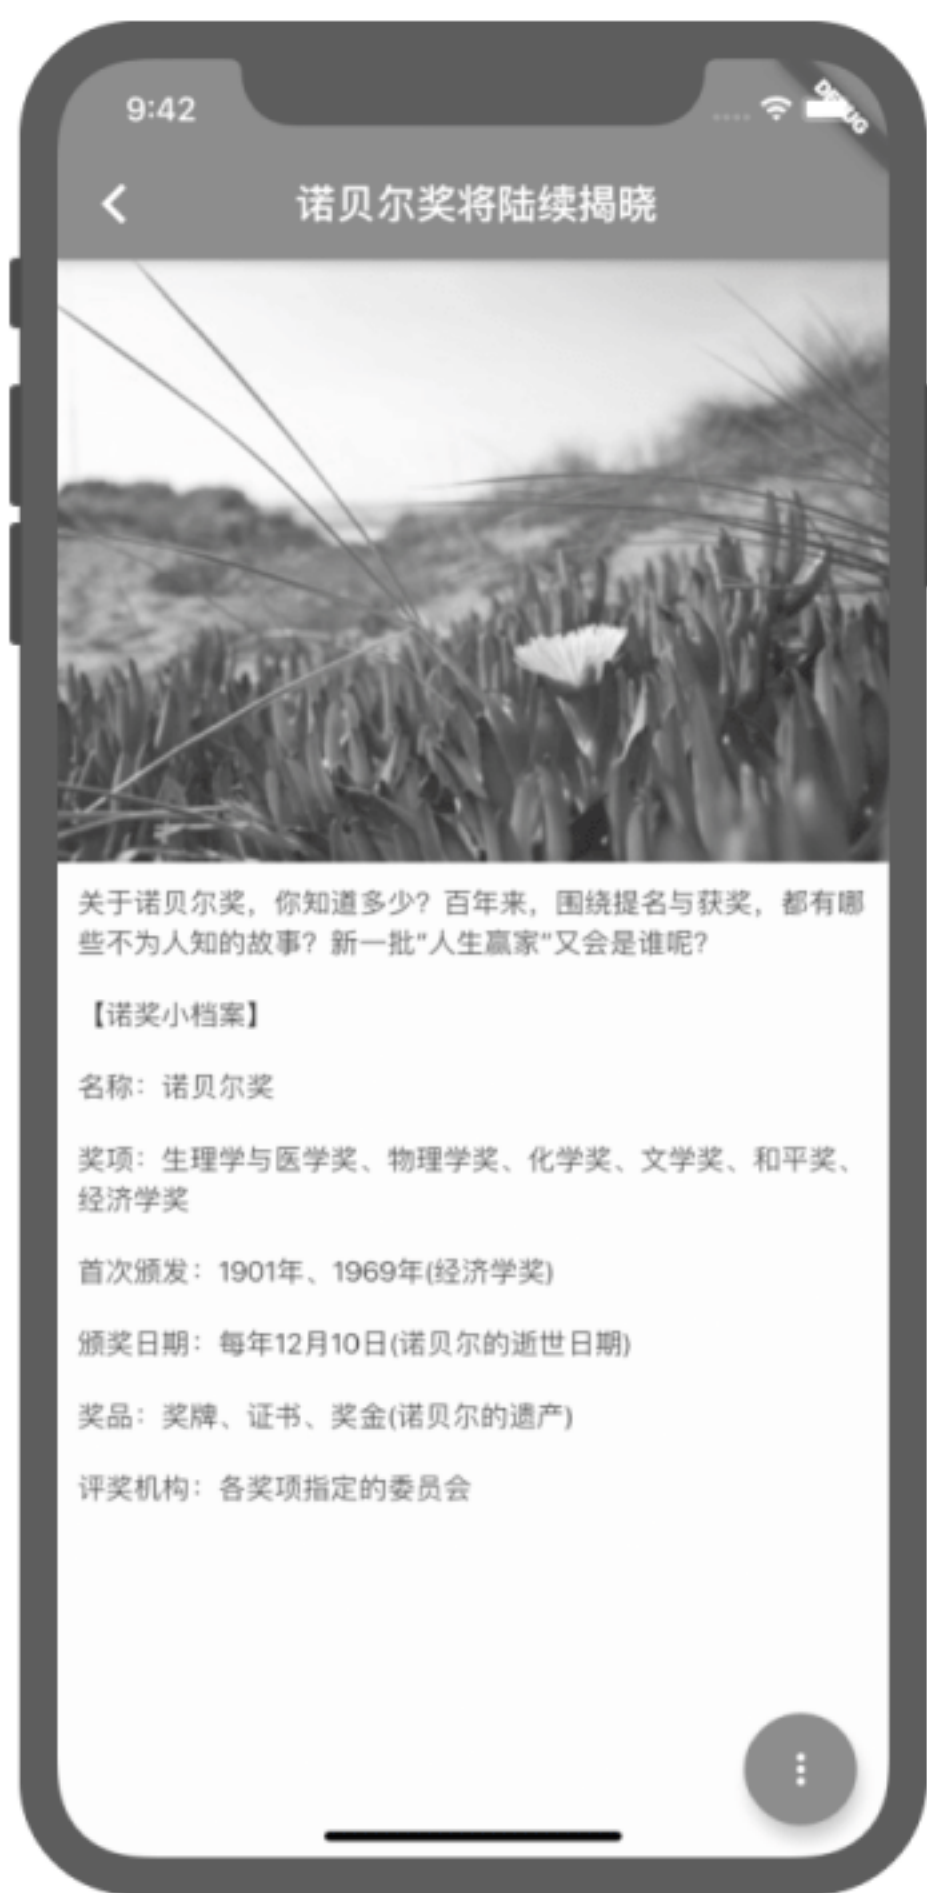 9:42
DEBUG
诺贝尔奖将陆续揭晓
关于诺贝尔奖，你知道多少？百年来，围绕提名与获奖，都有哪
些不为人知的故事？新一批“人生赢家”又会是谁呢？
【诺奖小档案】
名称：诺贝尔奖
奖项：生理学与医学奖、物理学奖、化学奖、文学奖、和平奖、
经济学奖
首次颁发：1901年、1969年(经济学奖)
颁奖日期：每年12月10日(诺贝尔的逝世日期)
奖品：奖牌、证书、奖金(诺贝尔的遗产)
评奖机构：各奖项指定的委员会